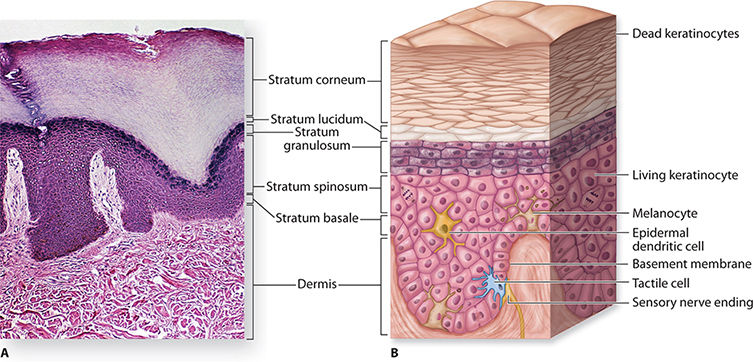 Stratum corneum
Stratum lucidum
Stratum
granulosum
Stratum spinosum
Stratum basale
Dermis
Dead keratinocytes
Living keratinocyte
Melanocyte
Epidermal
dendritic cell
Basement membrane
Tactile cell
Sensory nerve ending
A
B